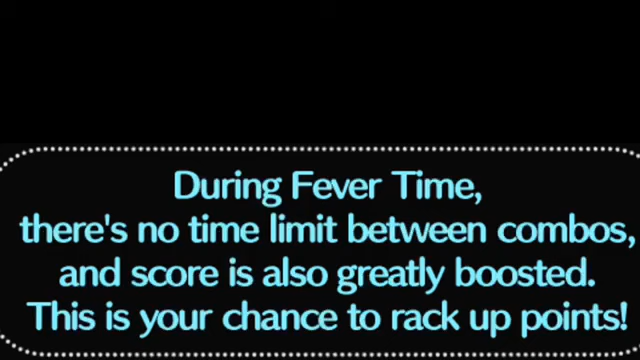 During Fever Time,
there's no time limit between combos,
and score is also greatly boosted.
This is your chance to rack up points!